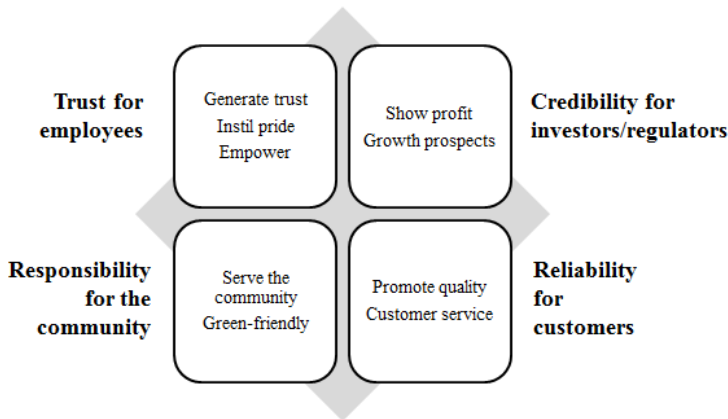 Trust for
employees
Generate trust
Instil pride
Empower
Show profit
Growth prospects
Credibility for
investors/regulators
Responsibility
for the
community
Serve the
community
Green-friendly
Promote quality
Customer service
Reliability
for
customers